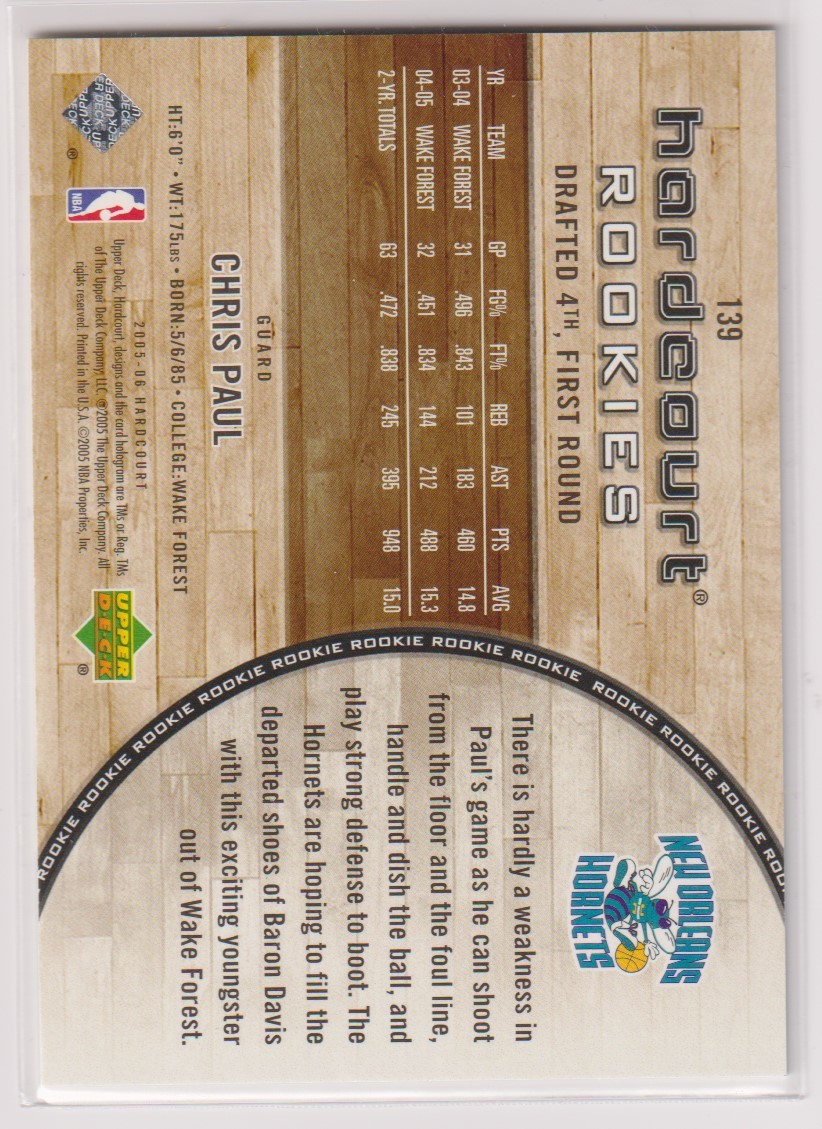 139
hardcourt®
ROOKIES
DRAFTED 4TH, FIRST ROUND
YR TEAM GP FG% FT% REB AST PTS AVG
03-04 WAKE FOREST 31 .496 .843 101 183 460 14.8
04-05 WAKE FOREST 32 .451 .834 144 212 488 15.3
2-YR. TOTALS 63 .472 .838 245 395 948 15.0
GUARD
CHRIS PAUL
HT:6'0" • WT:175LBS • BORN:5/6/85 • COLLEGE:WAKE FOREST
2005-06 HARDCOURT
Upper Deck, Hardcourt, designs and the card hologram are TMs or Reg. TMs
of The Upper Deck Company, LLC. ©2005 The Upper Deck Company. All
rights reserved. Printed in the U.S.A. ©2005 NBA Properties, Inc.
NBA
®
UPPER
DECK
®
ROOKIE ROOKIE ROOKIE ROOKIE ROOKIE ROOKIE ROOKIE ROOKIE ROOKIE ROOKIE ROOKIE ROOKIE
NEW ORLEANS
HORNETS
There is hardly a weakness in
Paul's game as he can shoot
from the floor and the foul line,
handle and dish the ball, and
play strong defense to boot. The
Hornets are hoping to fill the
departed shoes of Baron Davis
with this exciting youngster
out of Wake Forest.